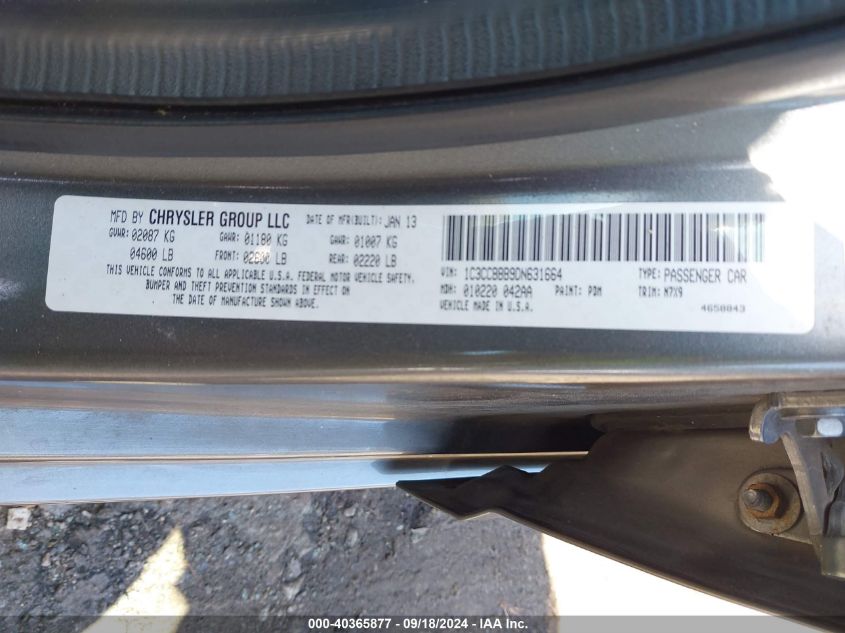 MFD BY CHRYSLER GROUP LLC DATE OF MFR(BUILT): JAN 13
GVWR: 02087 KG GAWR: 01180 KG GAWR: 01007 KG
04600 LB FRONT: 02600 LB REAR: 02220 LB
THIS VEHICLE CONFORMS TO ALL APPLICABLE U.S.A. FEDERAL MOTOR VEHICLE SAFETY,
BUMPER AND THEFT PREVENTION STANDARDS IN EFFECT ON
THE DATE OF MANUFACTURE SHOWN ABOVE.
VIN: 1C3CCBBB9DN631664 TYPE: PASSENGER CAR
MDH: 010220 042AA PAINT: PDM TRIM: N7X9
VEHICLE MADE IN U.S.A. 4658843
000-40365877 - 09/18/2024 - IAA Inc.